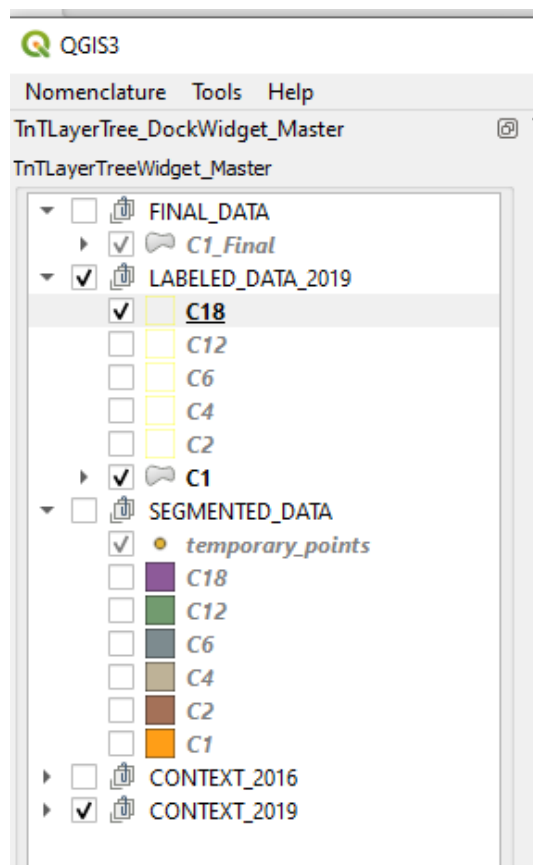 QGIS3
Nomenclature Tools Help
TnTLayerTree_DockWidget_Master
TnTLayerTreeWidget_Master
FINAL_DATA
C1_Final
LABELED_DATA_2019
C18
C12
C6
C4
C2
C1
SEGMENTED_DATA
temporary_points
C18
C12
C6
C4
C2
C1
CONTEXT_2016
CONTEXT_2019